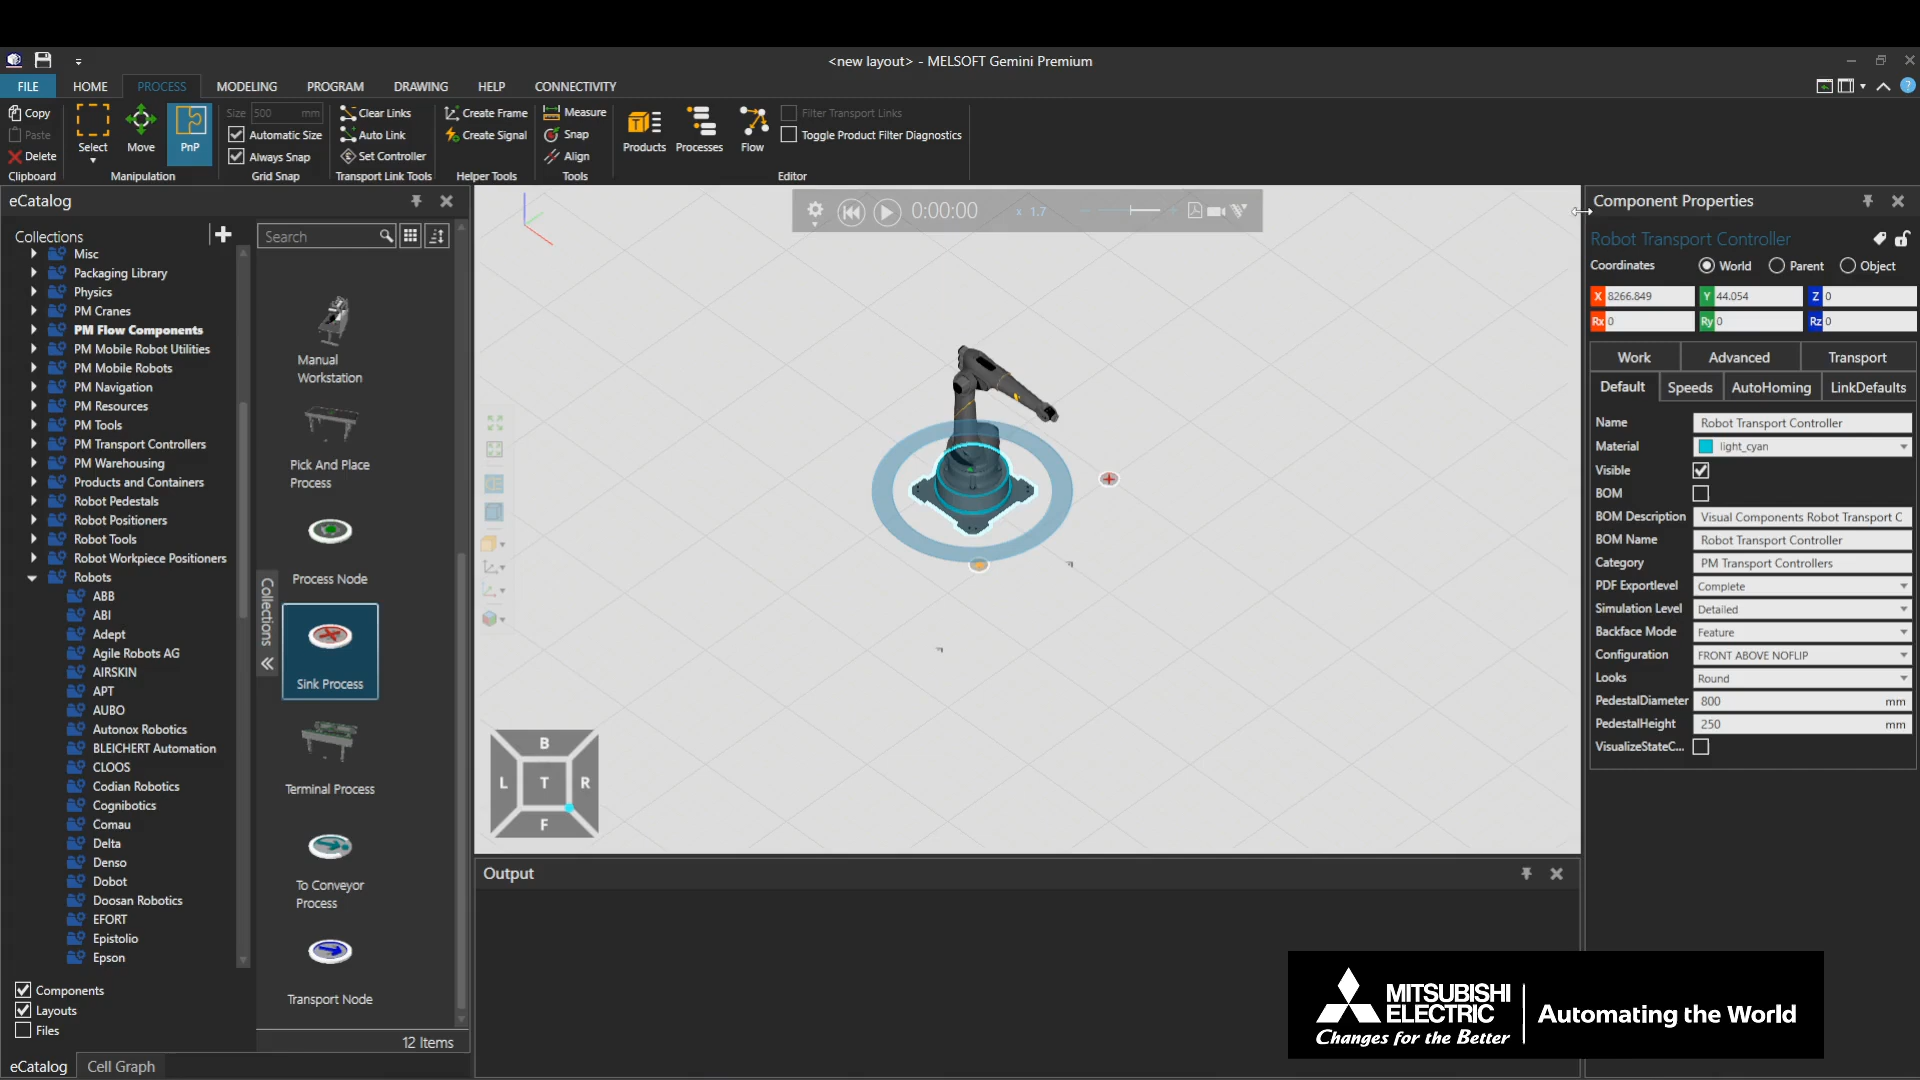 <new layout> - MELSOFT Gemini Premium
FILE HOME PROCESS MODELING PROGRAM DRAWING HELP CONNECTIVITY
Copy
Paste
Delete
Clipboard
Select
Move
PnP
Manipulation
Size 500 mm
Automatic Size
Always Snap
Grid Snap
Clear Links
Auto Link
Set Controller
Transport Link Tools
Create Frame
Create Signal
Helper Tools
Measure
Snap
Align
Tools
Products
Processes
Flow
Filter Transport Links
Toggle Product Filter Diagnostics
Editor
eCatalog
Collections
Misc
Packaging Library
Physics
PM Cranes
PM Flow Components
PM Mobile Robot Utilities
PM Mobile Robots
PM Navigation
PM Resources
PM Tools
PM Transport Controllers
PM Warehousing
Products and Containers
Robot Pedestals
Robot Positioners
Robot Tools
Robot Workpiece Positioners
Robots
ABB
ABI
Adept
Agile Robots AG
AIRSKIN
APT
AUBO
Autonox Robotics
BLEICHERT Automation
CLOOS
Codian Robotics
Cognibotics
Comau
Delta
Denso
Dobot
Doosan Robotics
EFORT
Epistolio
Epson
Components
Layouts
Files
eCatalog Cell Graph
Collections
Search
Manual
Workstation
Pick And Place
Process
Process Node
Sink Process
Terminal Process
To Conveyor
Process
Transport Node
12 Items
0:00:00
x 1.7
B
L T R
F
Output
Component Properties
Robot Transport Controller
Coordinates World Parent Object
X 8266.849 Y 44.054 Z 0
Rx 0 Ry 0 Rz 0
Work Advanced Transport
Default Speeds AutoHoming LinkDefaults
Name Robot Transport Controller
Material light_cyan
Visible
BOM
BOM Description Visual Components Robot Transport C
BOM Name Robot Transport Controller
Category PM Transport Controllers
PDF Exportlevel Complete
Simulation Level Detailed
Backface Mode Feature
Configuration FRONT ABOVE NOFLIP
Looks Round
PedestalDiameter 800 mm
PedestalHeight 250 mm
VisualizeStateC...
MITSUBISHI
ELECTRIC
Changes for the Better
Automating the World